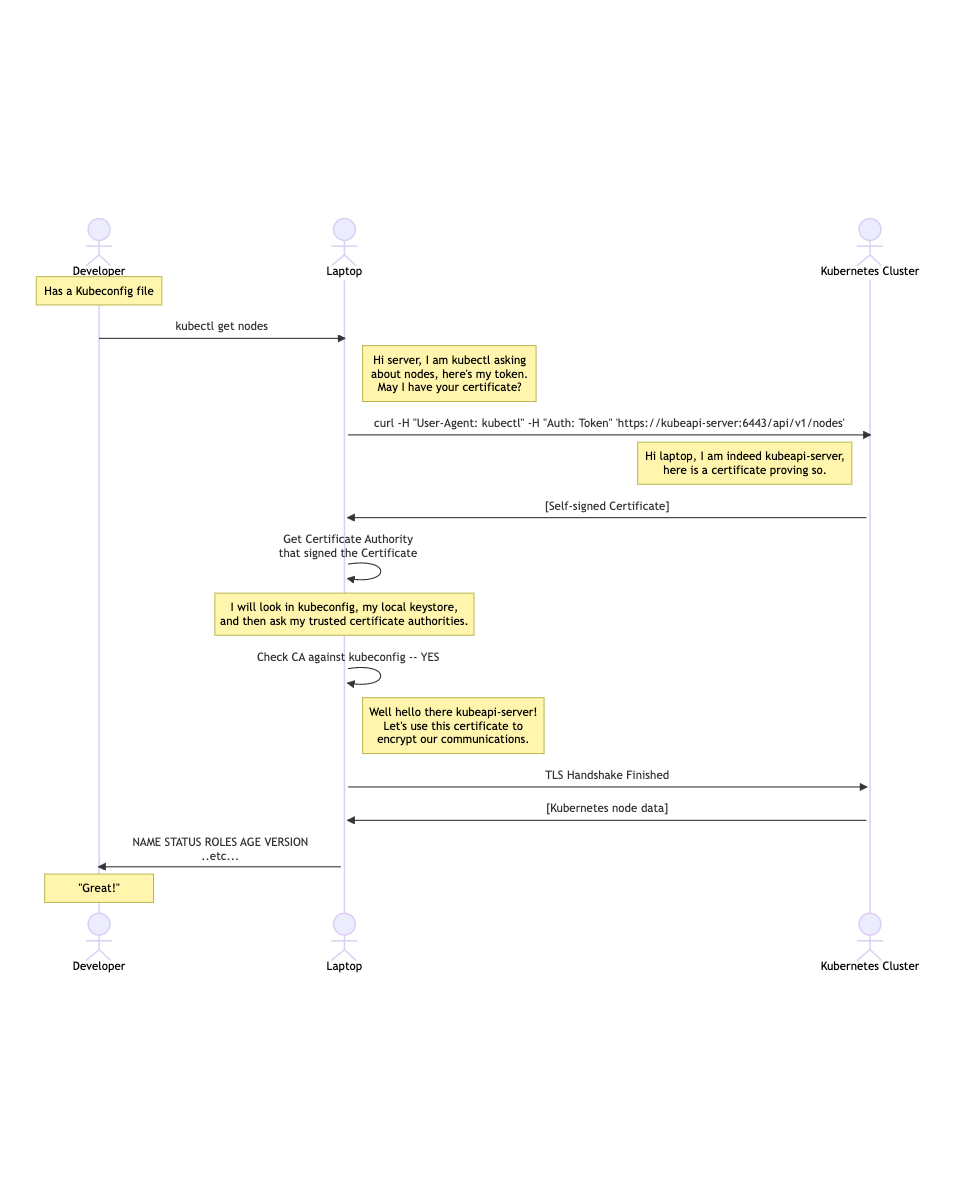 Developer
Laptop
Kubernetes Cluster
Has a Kubeconfig file
kubectl get nodes
Hi server, I am kubectl asking
about nodes, here's my token.
May I have your certificate?
curl -H "User-Agent: kubectl" -H "Auth: Token" 'https://kubeapi-server:6443/api/v1/nodes'
Hi laptop, I am indeed kubeapi-server,
here is a certificate proving so.
[Self-signed Certificate]
Get Certificate Authority
that signed the Certificate
I will look in kubeconfig, my local keystore,
and then ask my trusted certificate authorities.
Check CA against kubeconfig -- YES
Well hello there kubeapi-server!
Let's use this certificate to
encrypt our communications.
TLS Handshake Finished
[Kubernetes node data]
NAME STATUS ROLES AGE VERSION
..etc...
"Great!"
Developer
Laptop
Kubernetes Cluster